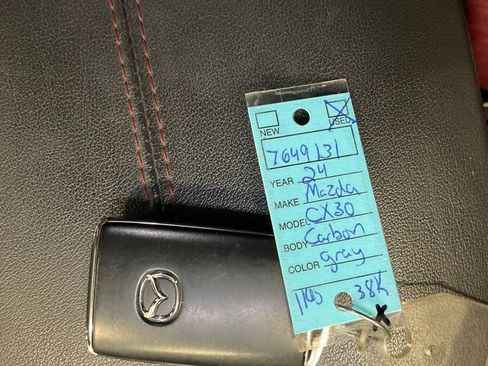 NEW USED
7649131
YEAR 24
MAKE Mazda
MODEL CX30
BODY Carbon
COLOR gray
38K